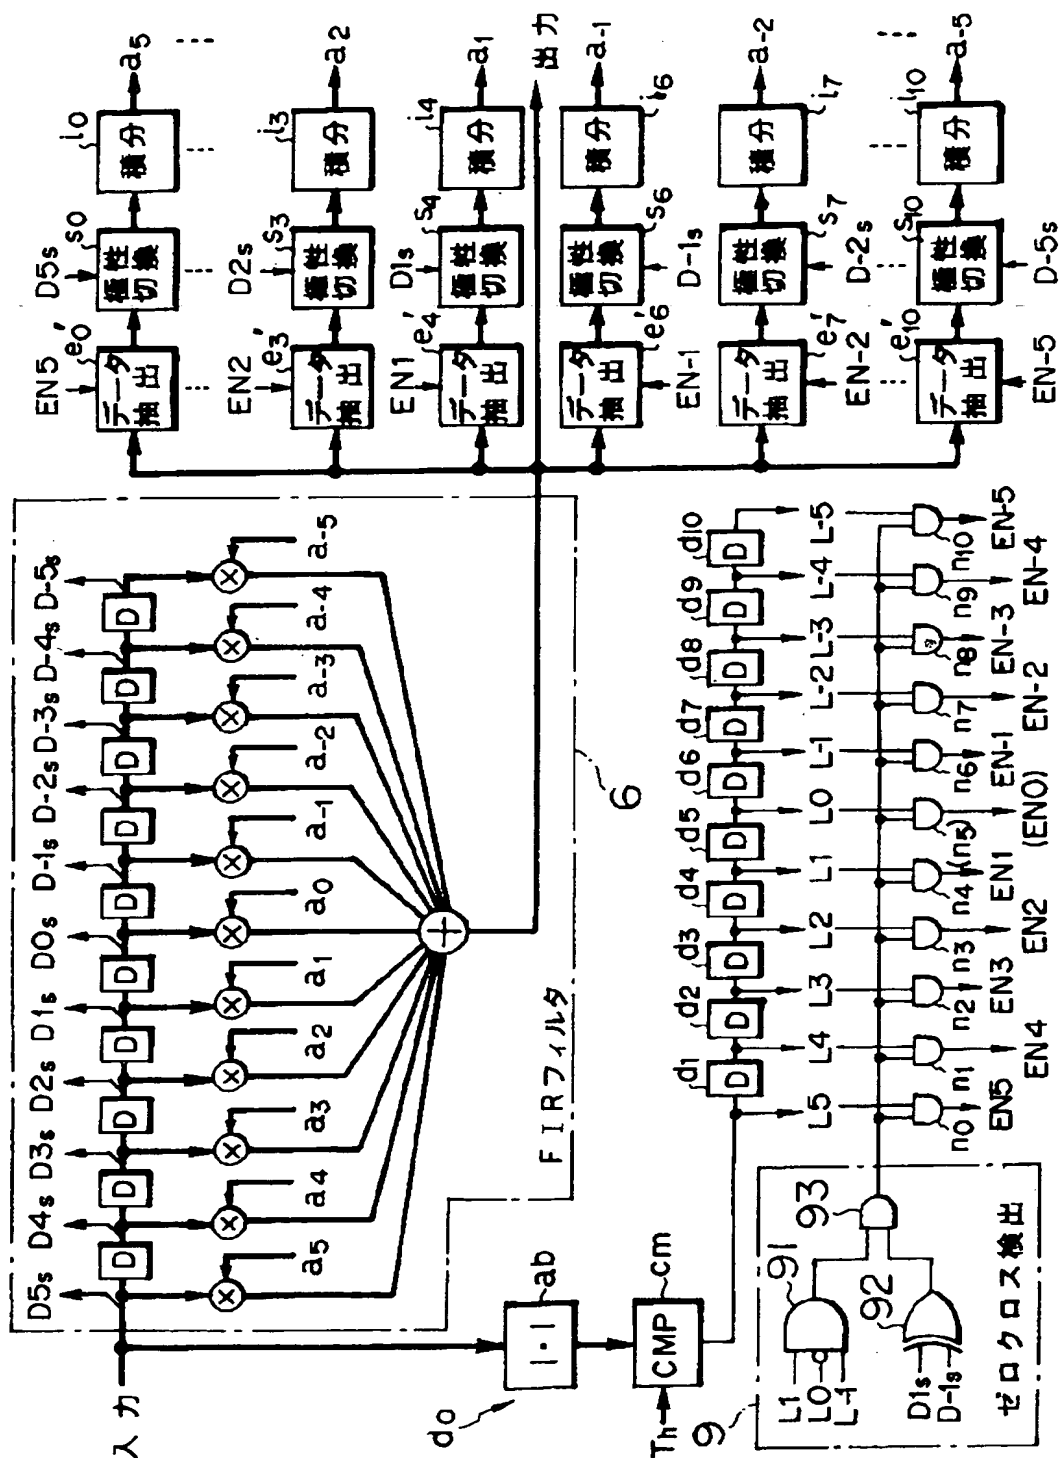 入力
D5s D4s D3s D2s D1s D0s D-1s D-2s D-3s D-4s D-5s
D D D D D D D D D D
a5 a4 a3 a2 a1 a0 a-1 a-2 a-3 a-4 a-5
FIRフィルタ
6
出力
EN5 D5s
e0' s0 i0
データ抽出 極性切換 積分 a5
EN2 D2s
e3' s3 i3
データ抽出 極性切換 積分 a2
EN1 D1s
e4' s4 i4
データ抽出 極性切換 積分 a1
データ抽出 極性切換 積分 a-1
e6' s6 i6
EN-1 D-1s
データ抽出 極性切換 積分 a-2
e7' s7 i7
EN-2 D-2s
データ抽出 極性切換 積分 a-5
e'10 s10 i10
EN-5 D-5s
d0
|・| ab
Th CMP cm
d1 d2 d3 d4 d5 d6 d7 d8 d9 d10
D D D D D D D D D D
L5 L4 L3 L2 L1 L0 L-1 L-2 L-3 L-4 L-5
n0 n1 n2 n3 n4 (n5) n6 n7 n8 n9 n10
EN5 EN4 EN3 EN2 EN1 (EN0) EN-1 EN-2 EN-3 EN-4 EN-5
9
L1
L0
L-1
91
D1s
D-1s
92
93
ゼロクロス検出